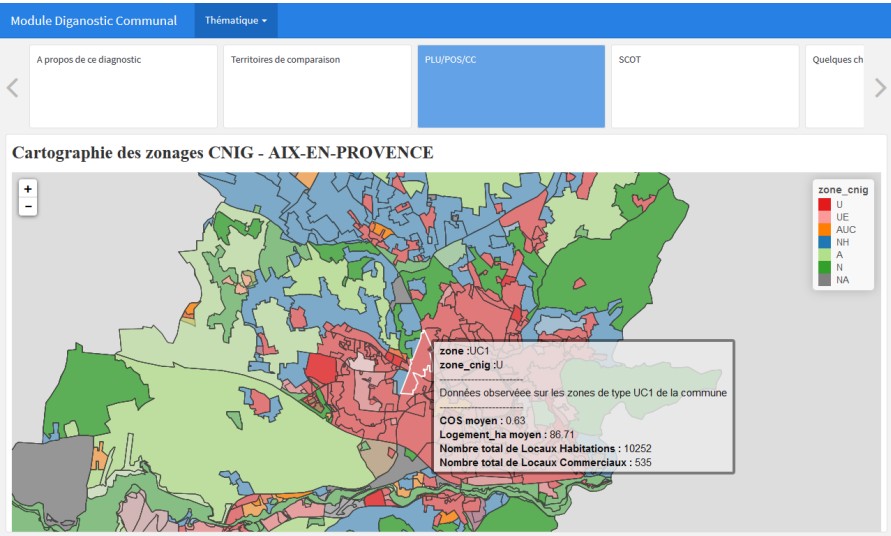 Module Diganostic Communal
Thématique
A propos de ce diagnostic
Territoires de comparaison
PLU/POS/CC
SCOT
Quelques ch
Cartographie des zonages CNIG - AIX-EN-PROVENCE
+
-
zone_cnig
U
UE
AUC
NH
A
N
NA
zone :UC1
zone_cnig :U
------------------------
Données observéee sur les zones de type UC1 de la commune
------------------------
COS moyen : 0.63
Logement_ha moyen : 86.71
Nombre total de Locaux Habitations : 10252
Nombre total de Locaux Commerciaux : 535